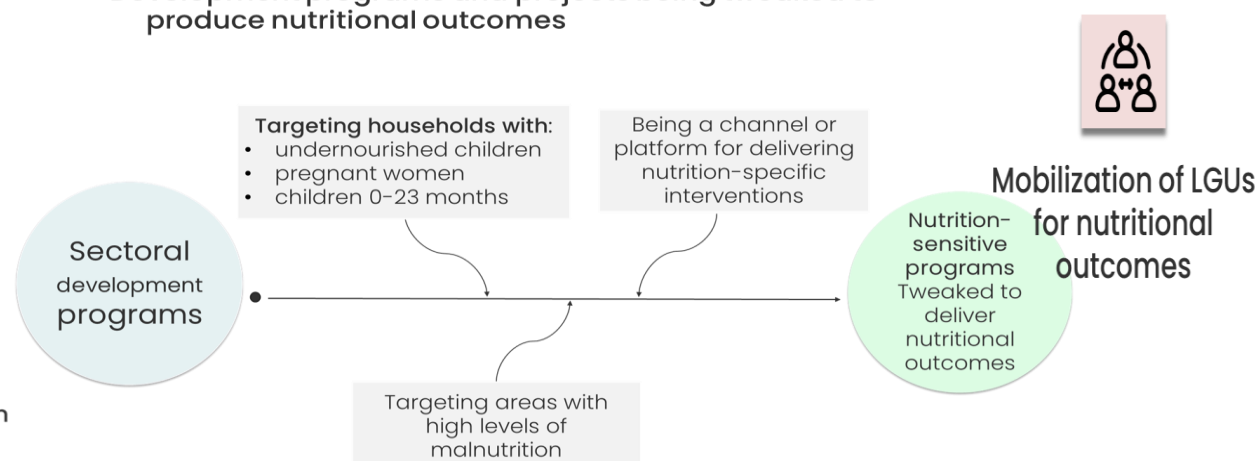 produce nutritional outcomes
Targeting households with:
• undernourished children
• pregnant women
• children 0-23 months
Being a channel or
platform for delivering
nutrition-specific
interventions
Mobilization of LGUs
for nutritional
outcomes
Sectoral
development
programs
Nutrition-
sensitive
programs
Tweaked to
deliver
nutritional
outcomes
Targeting areas with
high levels of
malnutrition